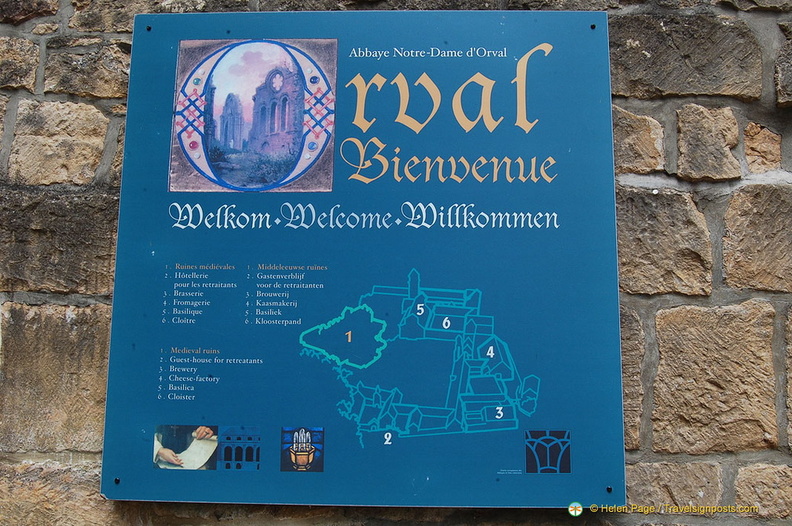 Abbaye Notre-Dame d'Orval
Orval
Bienvenue
Welkom • Welcome • Willkommen
1. Ruines médiévales
2. Hôtellerie
pour les retraitants
3. Brasserie
4. Fromagerie
5. Basilique
6. Cloître
1. Middeleeuwse ruïnes
2. Gastenverblijf
voor de retraitanten
3. Brouwerij
4. Kaasmakerij
5. Basiliek
6. Kloosterpand
1. Medieval ruins
2. Guest-house for retreatants
3. Brewery
4. Cheese-factory
5. Basilica
6. Cloister
5
6
1
4
3
2
© Helen Page / Travelsignposts.com